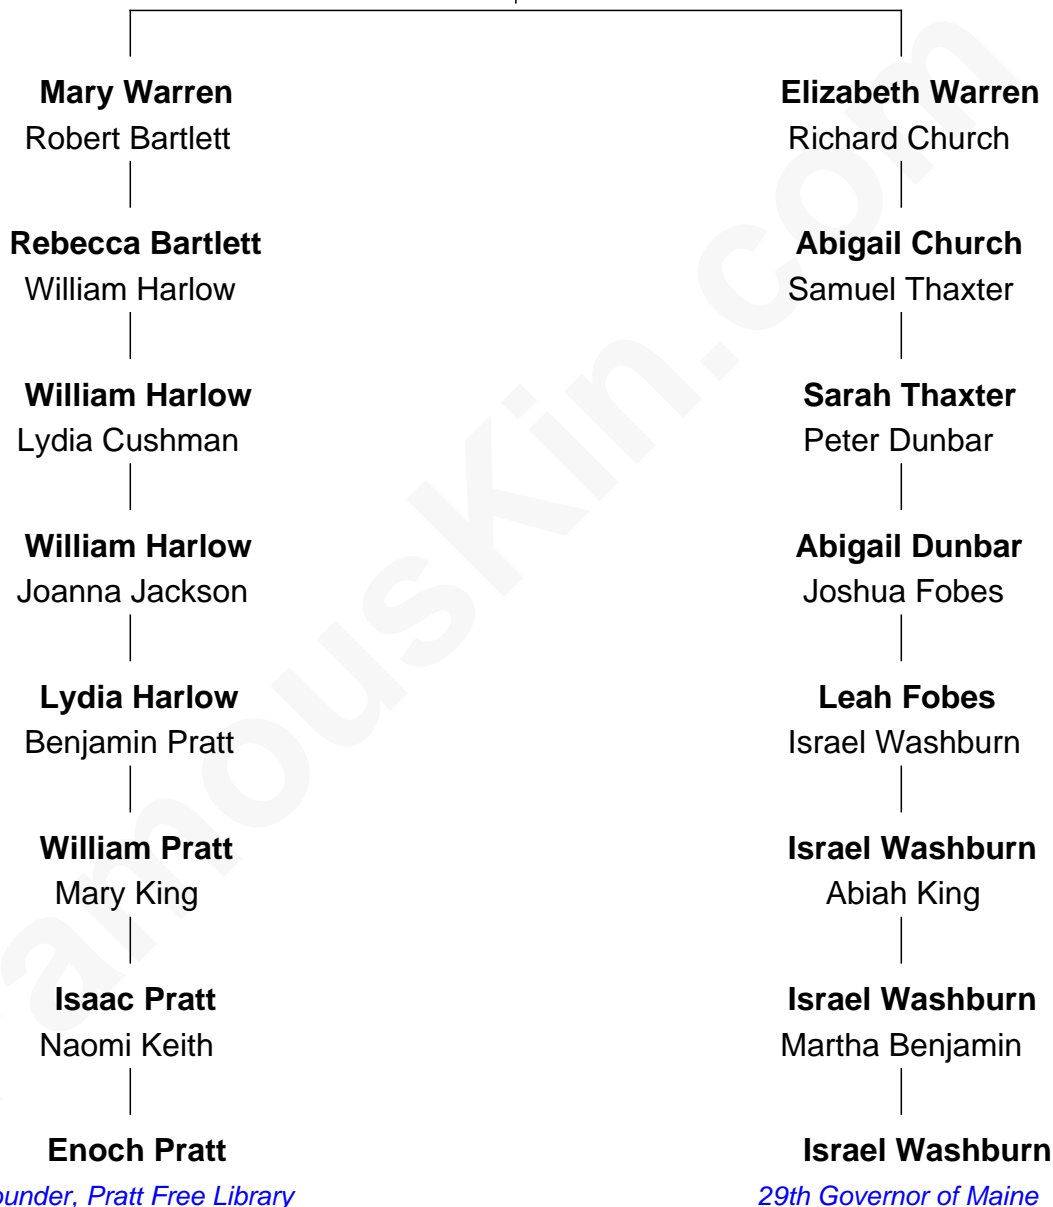 Mary Warren
Robert Bartlett
Elizabeth Warren
Richard Church
Rebecca Bartlett
William Harlow
Abigail Church
Samuel Thaxter
William Harlow
Lydia Cushman
Sarah Thaxter
Peter Dunbar
William Harlow
Joanna Jackson
Abigail Dunbar
Joshua Fobes
Lydia Harlow
Benjamin Pratt
Leah Fobes
Israel Washburn
William Pratt
Mary King
Israel Washburn
Abiah King
Isaac Pratt
Naomi Keith
Israel Washburn
Martha Benjamin
Enoch Pratt
ounder, Pratt Free Library
Israel Washburn
29th Governor of Maine
amouskin.com